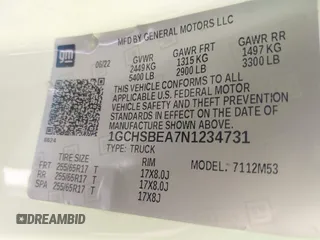 gm
MFD BY GENERAL MOTORS LLC
06/22 GVWR GAWR FRT GAWR RR
2449 KG 1315 KG 1497 KG
5400 LB 2900 LB 3300 LB
THIS VEHICLE CONFORMS TO ALL
APPLICABLE U.S. FEDERAL MOTOR
VEHICLE SAFETY AND THEFT PREVENTION
STANDARDS IN EFFECT ON THE DATE OF
MANUFACTURE SHOWN ABOVE.
1GCHSBEA7N1234731
TYPE: TRUCK
TIRE SIZE RIM MODEL: 7112M53
FRT 255/65R17 T 17X8.0J
RR 255/65R17 T 17X8.0J
SPA 255/65R17 T 17X8J
DREAMBID